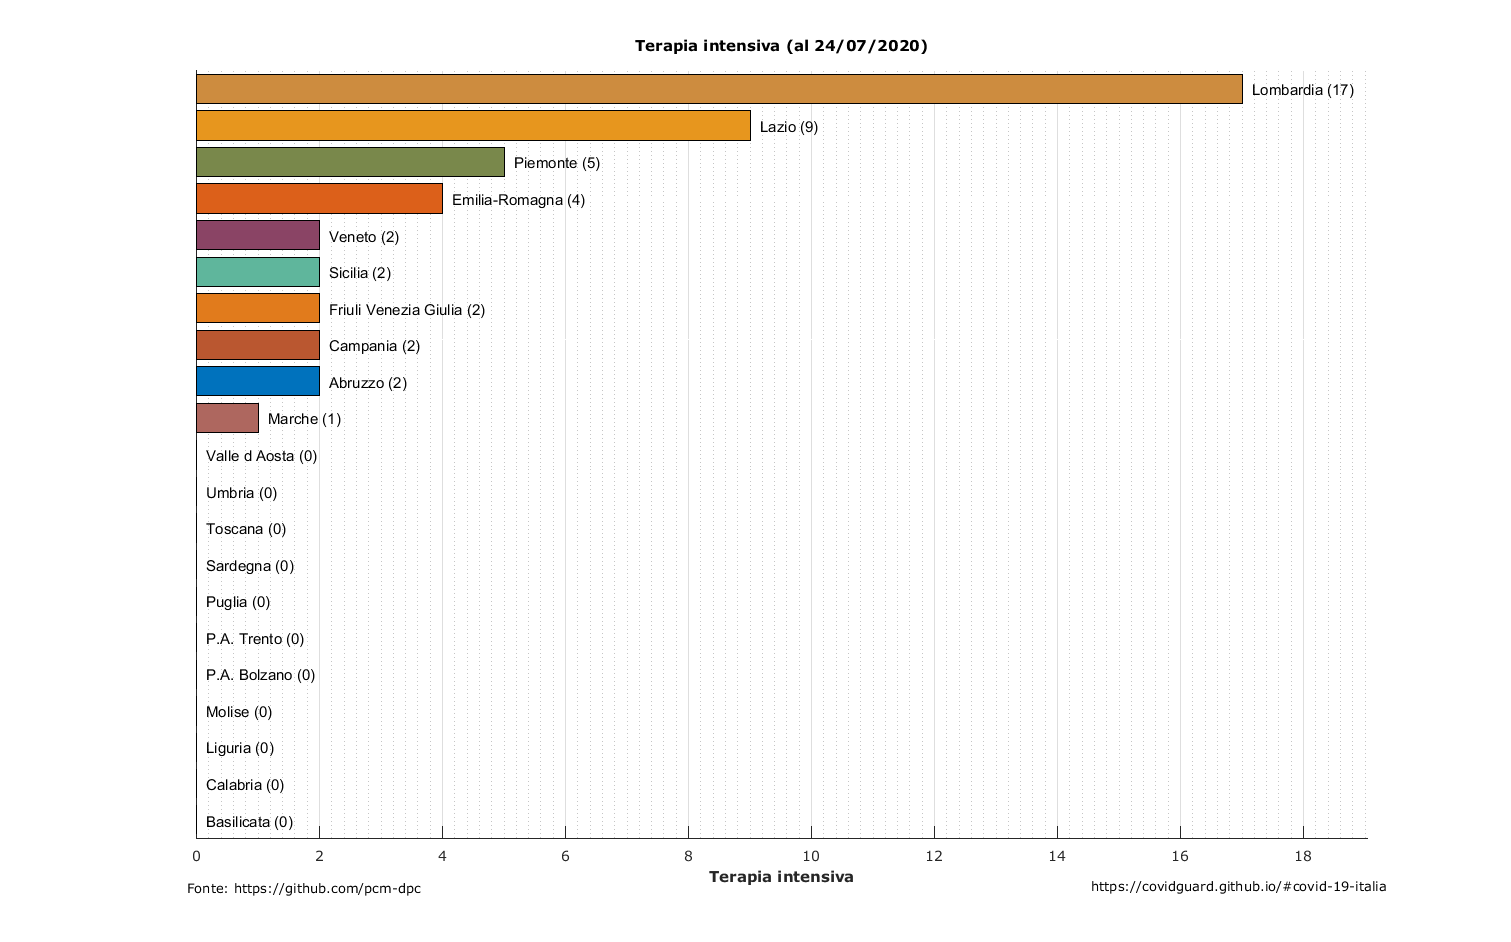 Terapia intensiva (al 24/07/2020)
Lombardia (17)
Lazio (9)
Piemonte (5)
Emilia-Romagna (4)
Veneto (2)
Sicilia (2)
Friuli Venezia Giulia (2)
Campania (2)
Abruzzo (2)
Marche (1)
Valle d Aosta (0)
Umbria (0)
Toscana (0)
Sardegna (0)
Puglia (0)
P.A. Trento (0)
P.A. Bolzano (0)
Molise (0)
Liguria (0)
Calabria (0)
Basilicata (0)
0 2 4 6 8 10 12 14 16 18
Terapia intensiva
Fonte: https://github.com/pcm-dpc
https://covidguard.github.io/#covid-19-italia